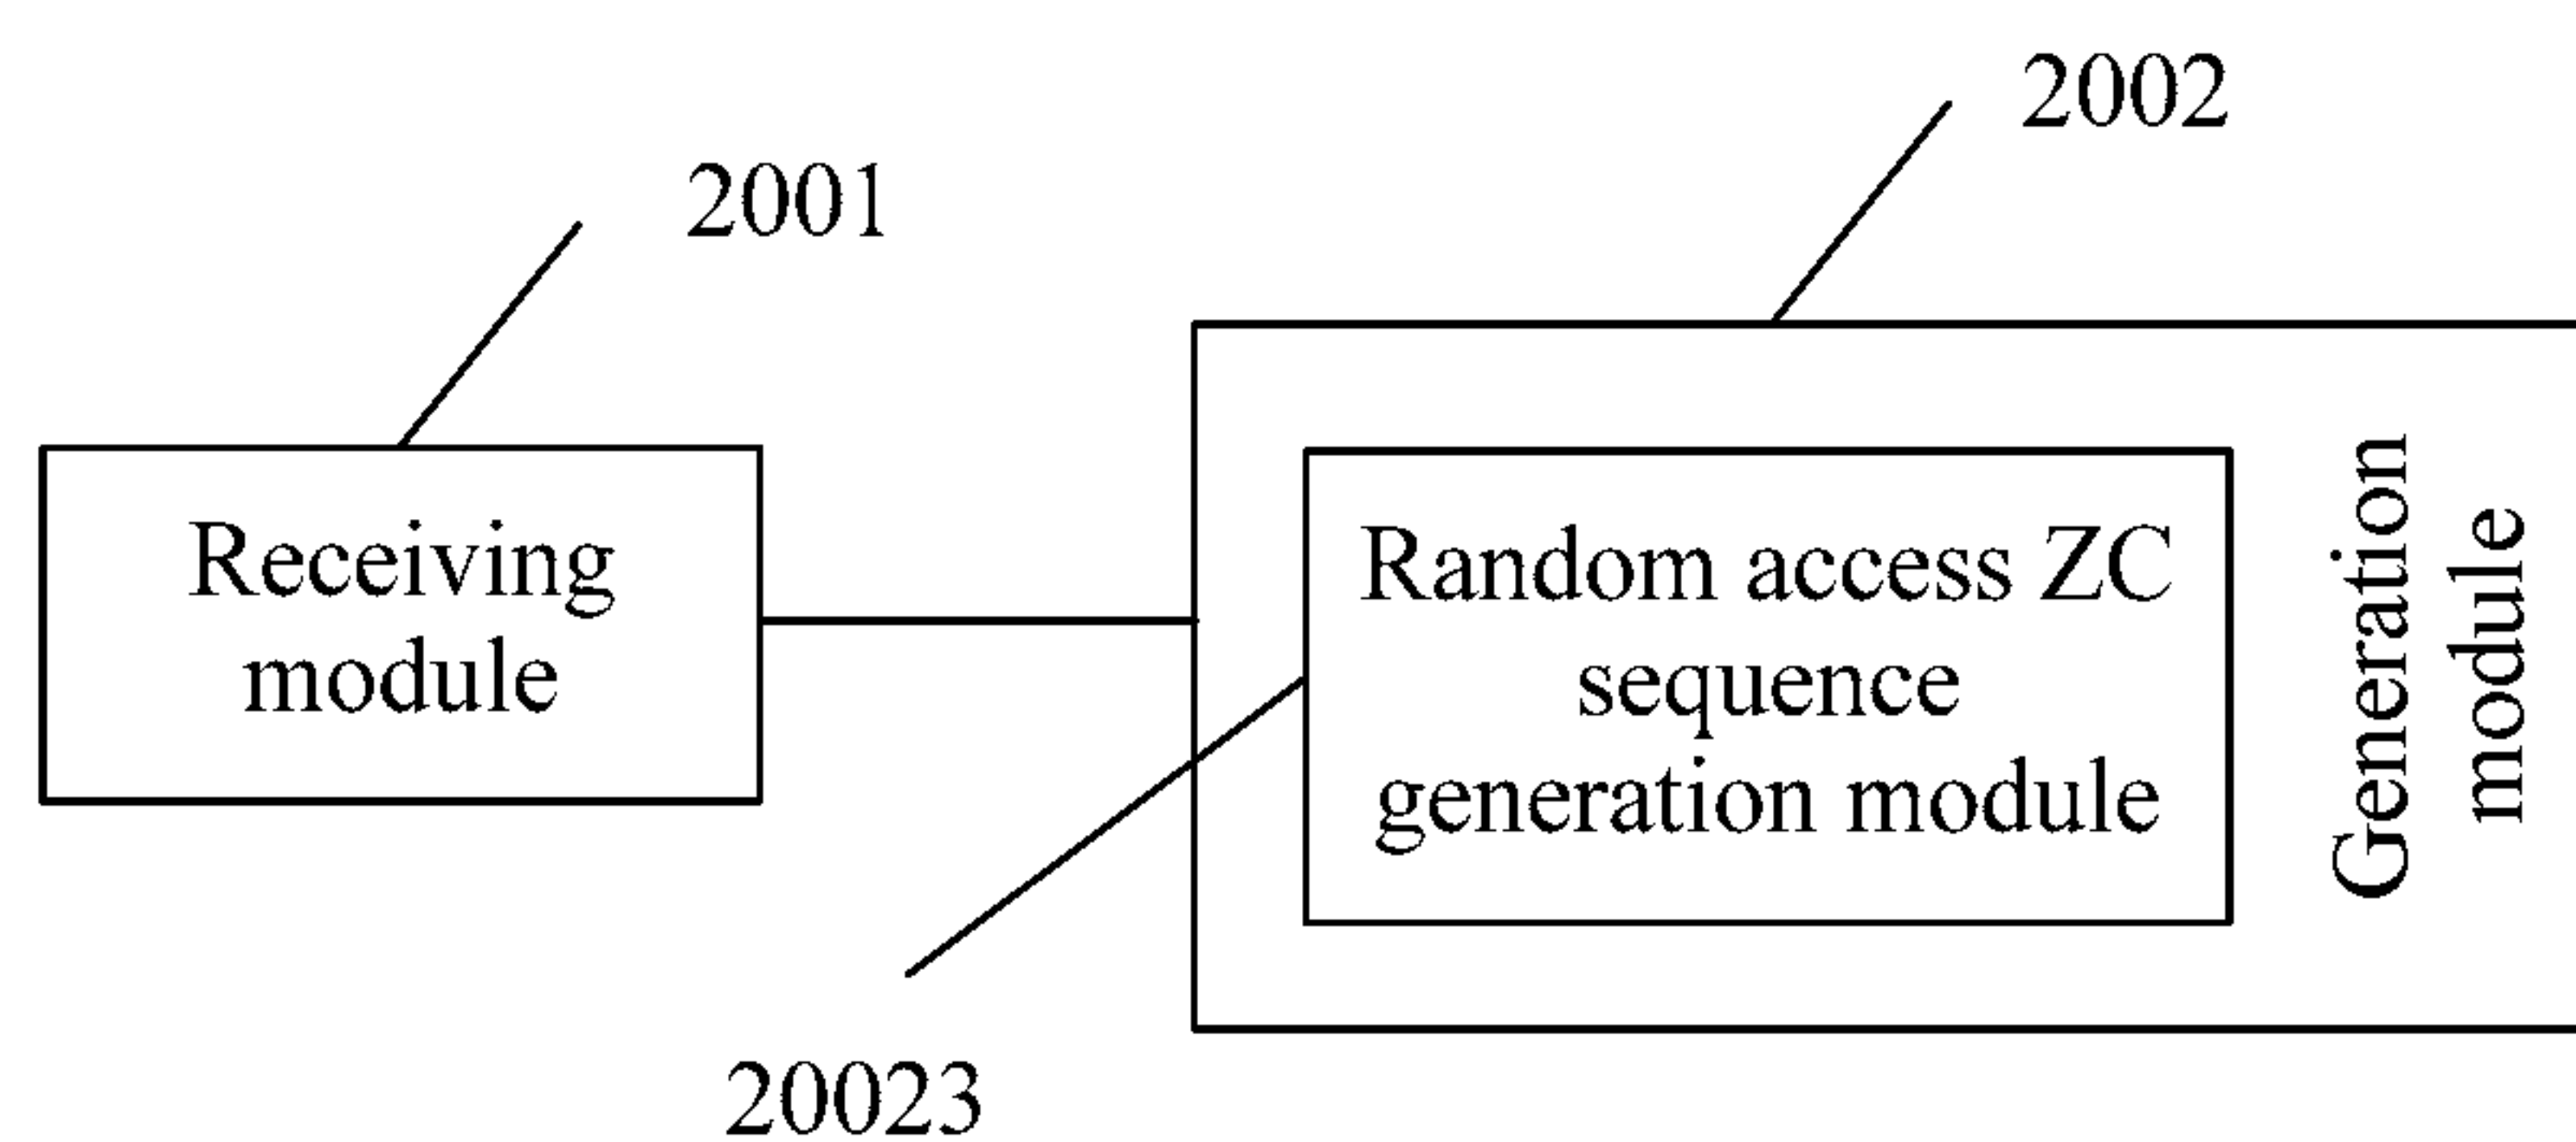 2002
2001
Receiving
module
Random access ZC
sequence
generation module
Generation
module
20023